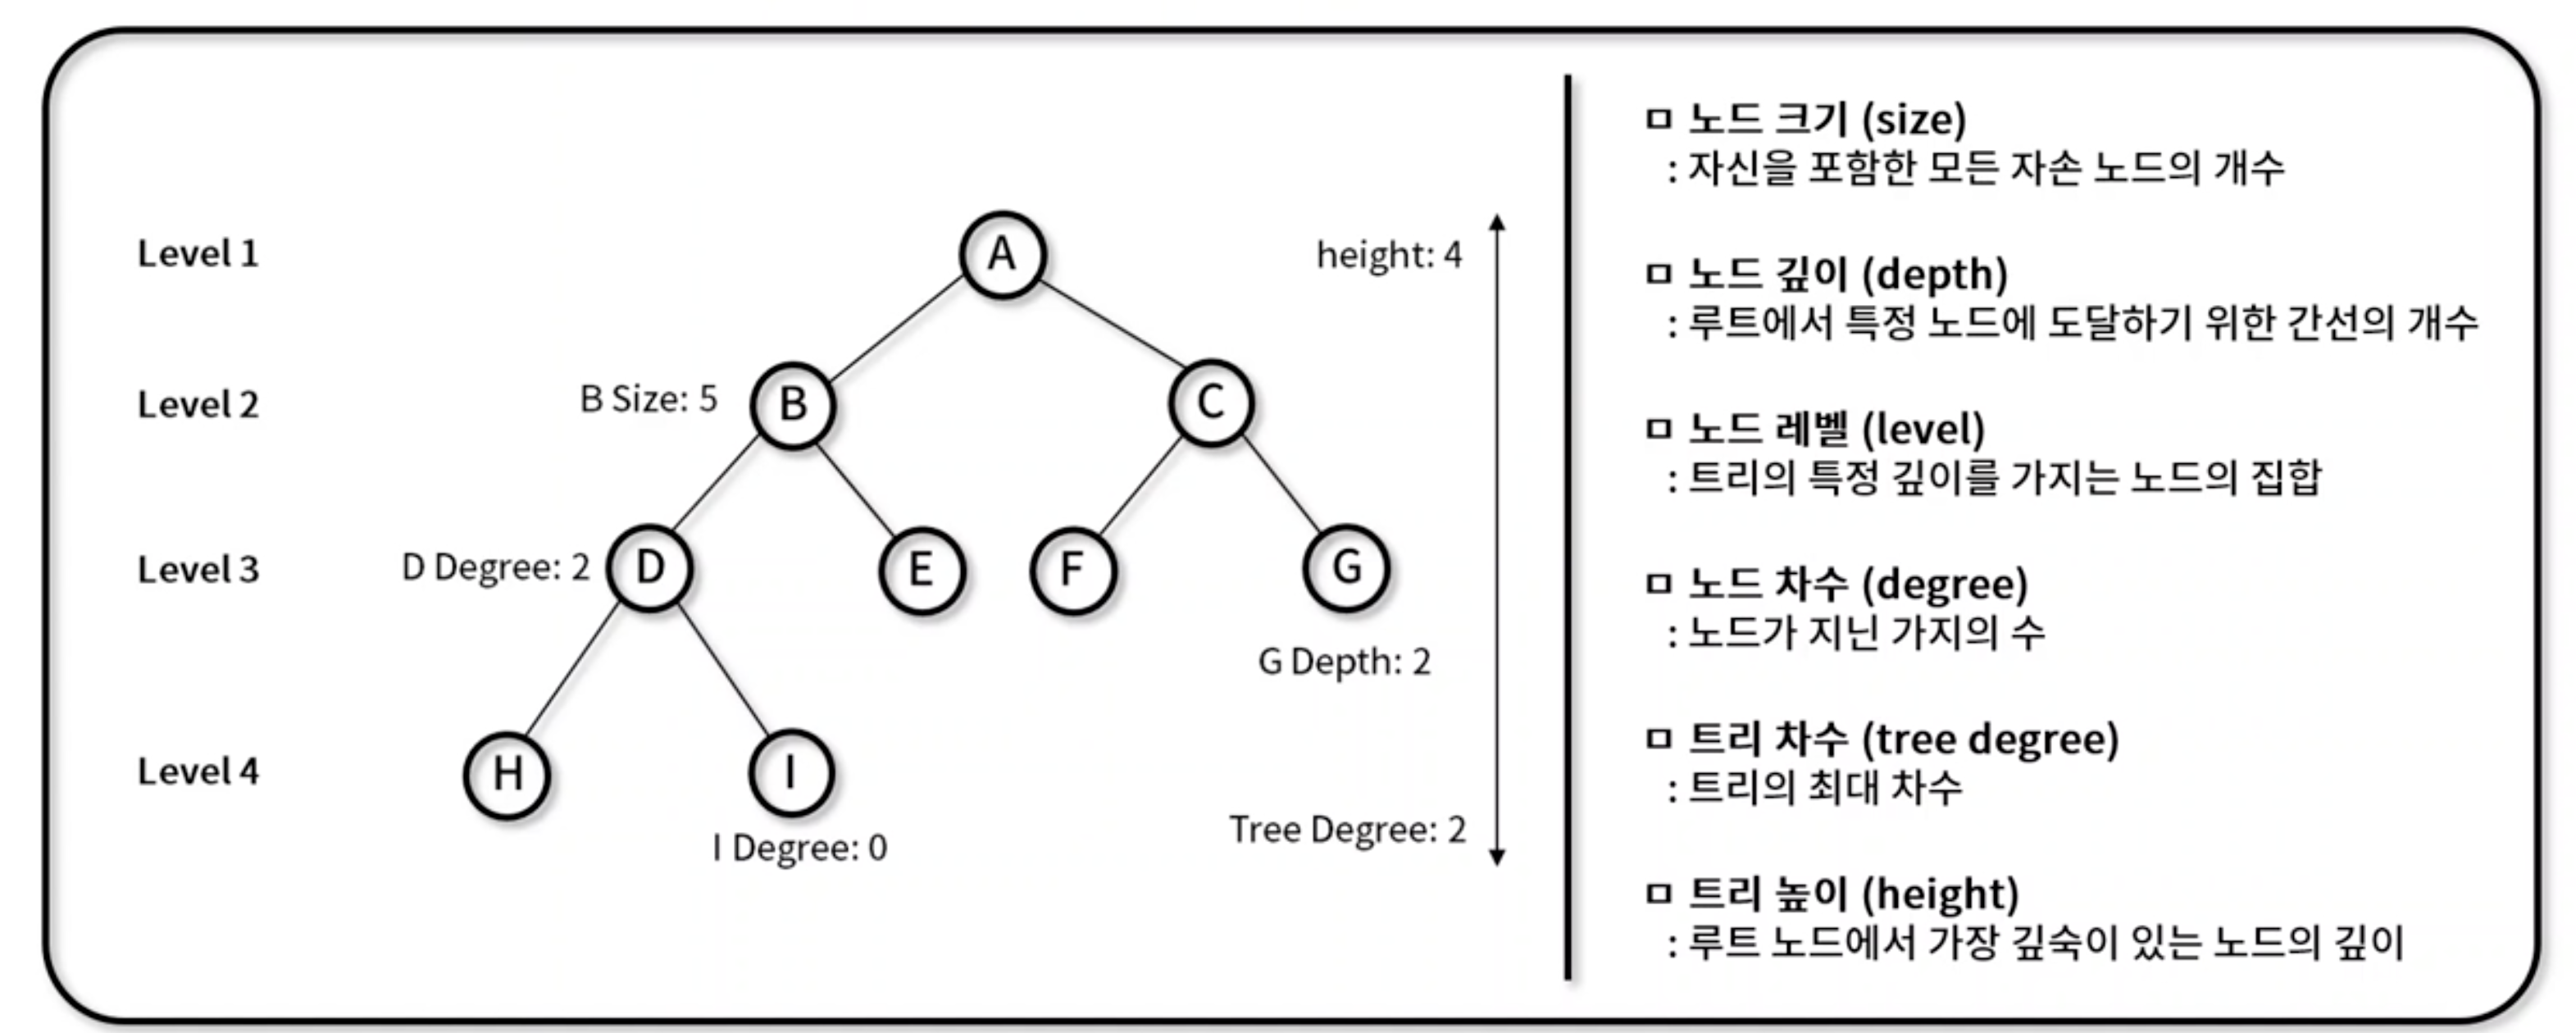 Level 1
A
height: 4
Level 2
B Size: 5
B
C
Level 3
D Degree: 2
D
E
F
G
G Depth: 2
Level 4
H
I
I Degree: 0
Tree Degree: 2
ㅁ 노드 크기 (size)
: 자신을 포함한 모든 자손 노드의 개수
ㅁ 노드 깊이 (depth)
: 루트에서 특정 노드에 도달하기 위한 간선의 개수
ㅁ 노드 레벨 (level)
: 트리의 특정 깊이를 가지는 노드의 집합
ㅁ 노드 차수 (degree)
: 노드가 지닌 가지의 수
ㅁ 트리 차수 (tree degree)
: 트리의 최대 차수
ㅁ 트리 높이 (height)
: 루트 노드에서 가장 깊숙이 있는 노드의 깊이